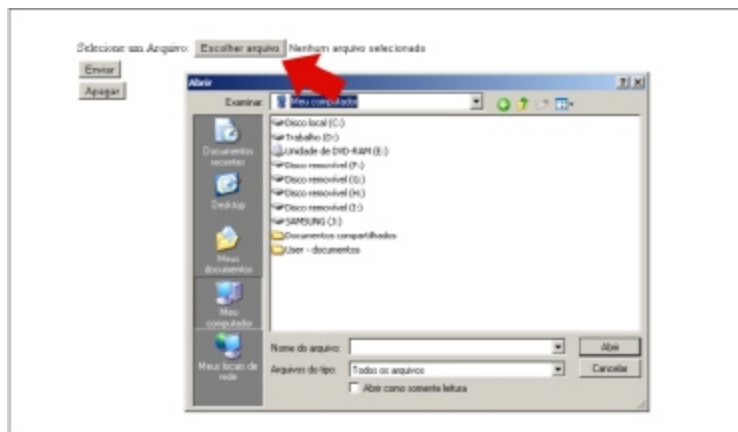 Selecione um Arquivo: Escolher arquivo Nenhum arquivo selecionado
Enviar
Apagar
Abrir
Examinar: Meu computador
Disco local (C:)
Trabalho (D:)
Unidade de DVD-RAM (E:)
Disco removível (F:)
Disco removível (G:)
Disco removível (H:)
Disco removível (I:)
SAMSUNG (J:)
Documentos compartilhados
User - documentos
Documentos
recentes
Desktop
Meus
documentos
Meu
computador
Meus locais de
rede
Nome do arquivo:
Abrir
Arquivos do tipo: Todos os arquivos
Cancelar
Abrir como somente leitura